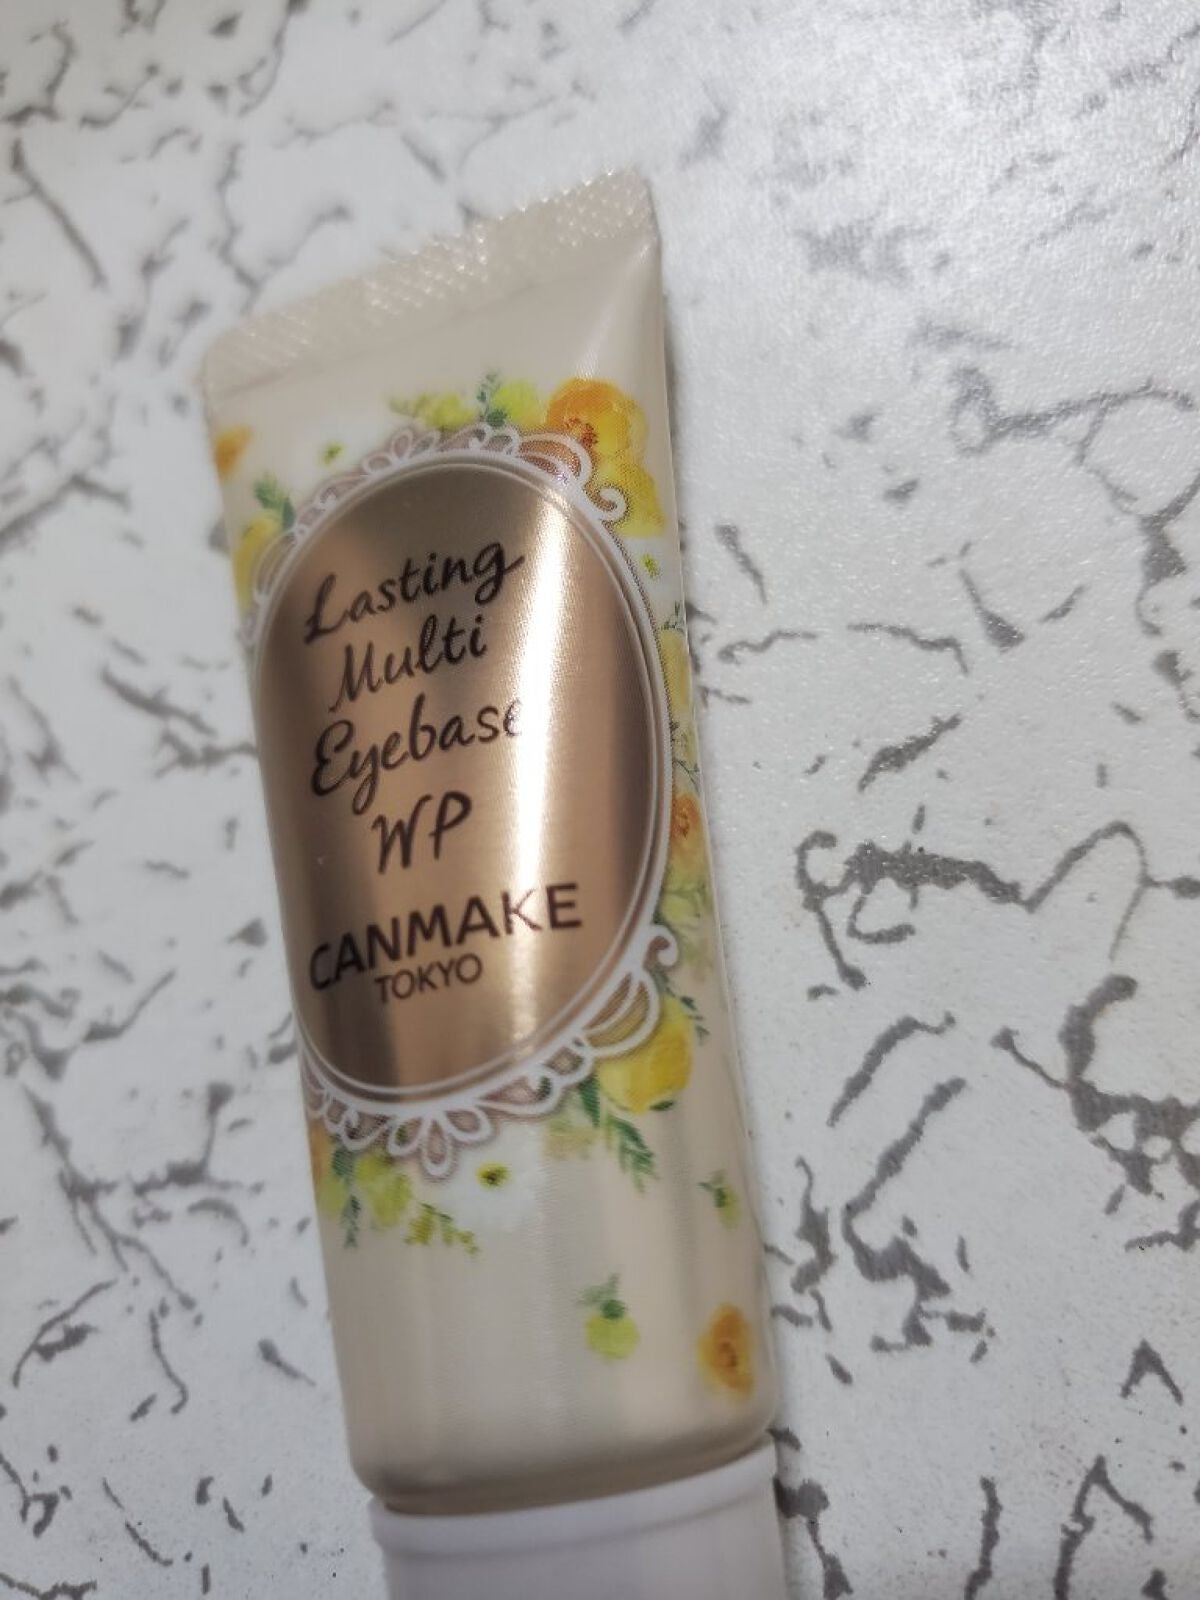 Lasting
Multi
Eyebase
WP
CANMAKE
TOKYO